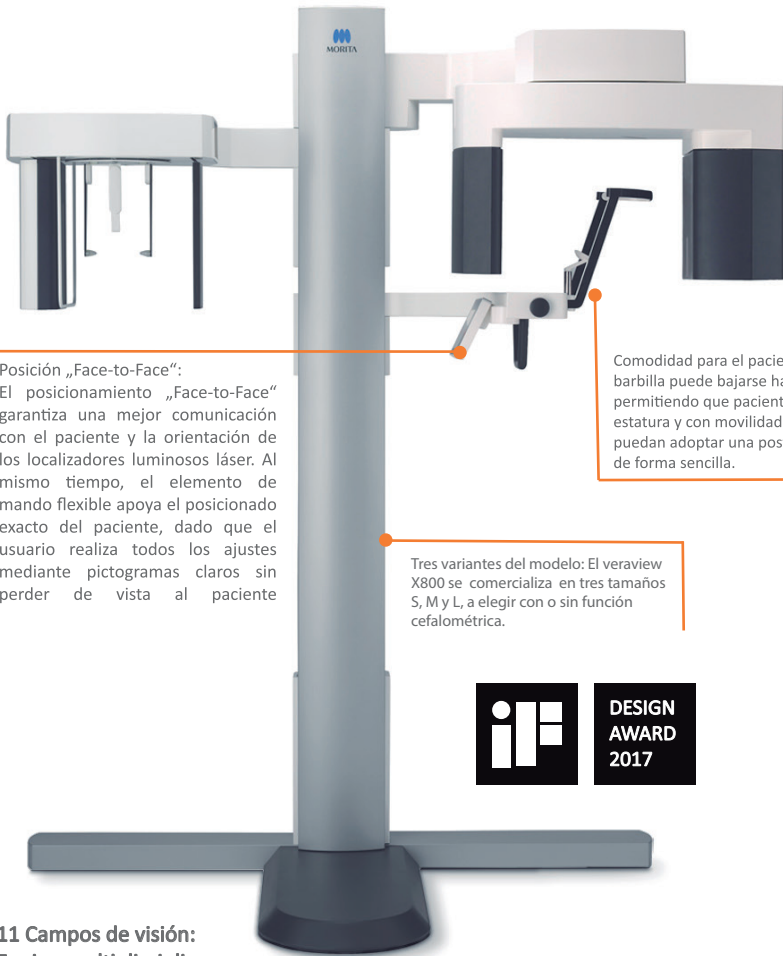 MORITA
Posición „Face-to-Face“:
El posicionamiento „Face-to-Face“
garantiza una mejor comunicación
con el paciente y la orientación de
los localizadores luminosos láser. Al
mismo tiempo, el elemento de
mando flexible apoya el posicionado
exacto del paciente, dado que el
usuario realiza todos los ajustes
mediante pictogramas claros sin
perder de vista al paciente
Comodidad para el
barbilla puede bajarse
permitiendo que
estatura y con movilidad
puedan adoptar una
de forma sencilla.
Tres variantes del modelo: El veraview
X800 se comercializa en tres tamaños
S, M y L, a elegir con o sin función
cefalométrica.
iF
DESIGN
AWARD
2017
11 Campos de visión: